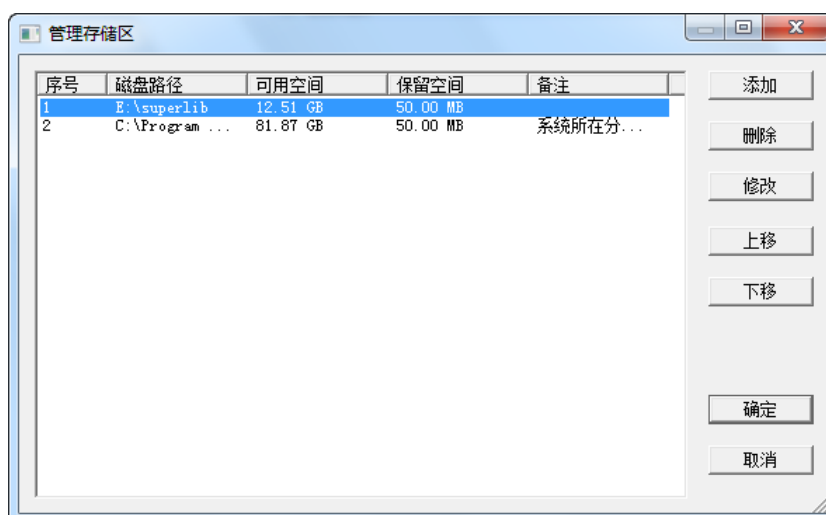 管理存储区
序号 磁盘路径 可用空间 保留空间 备注
1 E:\superlib 12.51 GB 50.00 MB
2 C:\Program ... 81.87 GB 50.00 MB 系统所在分...
添加
删除
修改
上移
下移
确定
取消